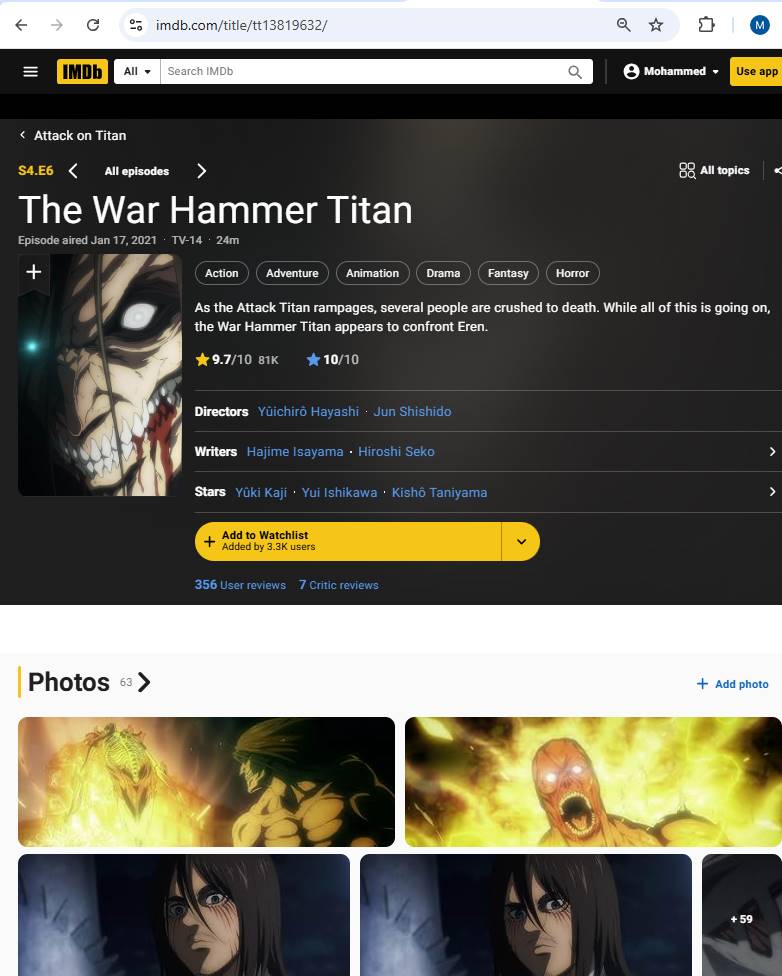 imdb.com/title/tt13819632/
M
IMDb
All
Search IMDb
Mohammed
Use app
Attack on Titan
S4.E6
All episodes
All topics
The War Hammer Titan
Episode aired Jan 17, 2021 · TV-14 · 24m
Action Adventure Animation Drama Fantasy Horror
As the Attack Titan rampages, several people are crushed to death. While all of this is going on,
the War Hammer Titan appears to confront Eren.
9.7/10 81K 10/10
Directors Yûichirô Hayashi · Jun Shishido
Writers Hajime Isayama · Hiroshi Seko
Stars Yûki Kaji · Yui Ishikawa · Kishô Taniyama
+ Add to Watchlist
Added by 3.3K users
356 User reviews 7 Critic reviews
Photos 63
+ Add photo
+ 59